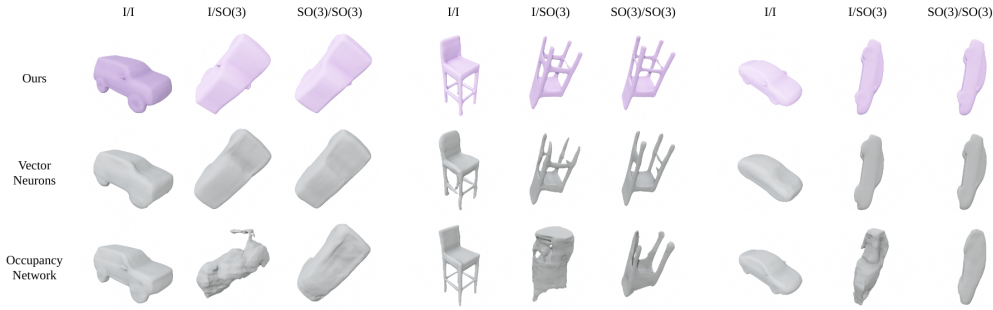 I/I I/SO(3) SO(3)/SO(3) I/I I/SO(3) SO(3)/SO(3) I/I I/SO(3) SO(3)/SO(3)
Ours
Vector
Neurons
Occupancy
Network